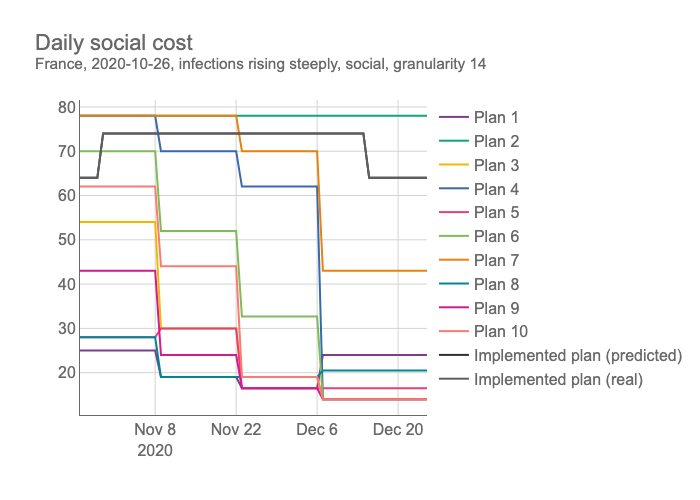 Daily social cost
France, 2020-10-26, infections rising steeply, social, granularity 14
80
70
60
50
40
30
20
Nov 8
2020
Nov 22
Dec 6
Dec 20
Plan 1
Plan 2
Plan 3
Plan 4
Plan 5
Plan 6
Plan 7
Plan 8
Plan 9
Plan 10
Implemented plan (predicted)
Implemented plan (real)